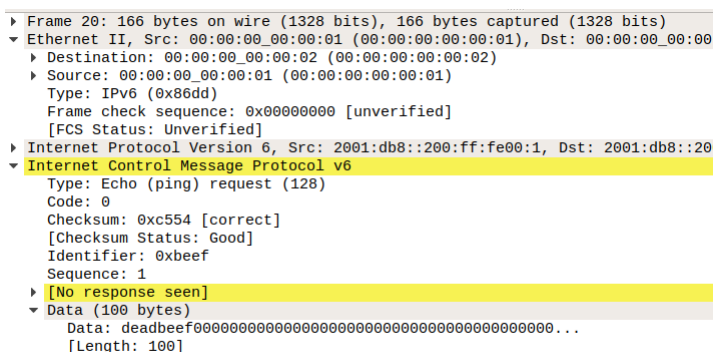 Frame 20: 166 bytes on wire (1328 bits), 166 bytes captured (1328 bits)
Ethernet II, Src: 00:00:00_00:00:01 (00:00:00:00:00:01), Dst: 00:00:00_00:00
Destination: 00:00:00_00:00:02 (00:00:00:00:00:02)
Source: 00:00:00_00:00:01 (00:00:00:00:00:01)
Type: IPv6 (0x86dd)
Frame check sequence: 0x00000000 [unverified]
[FCS Status: Unverified]
Internet Protocol Version 6, Src: 2001:db8::200:ff:fe00:1, Dst: 2001:db8::20
Internet Control Message Protocol v6
Type: Echo (ping) request (128)
Code: 0
Checksum: 0xc554 [correct]
[Checksum Status: Good]
Identifier: 0xbeef
Sequence: 1
[No response seen]
Data (100 bytes)
Data: deadbeef0000000000000000000000000000000000000000...
[Length: 100]